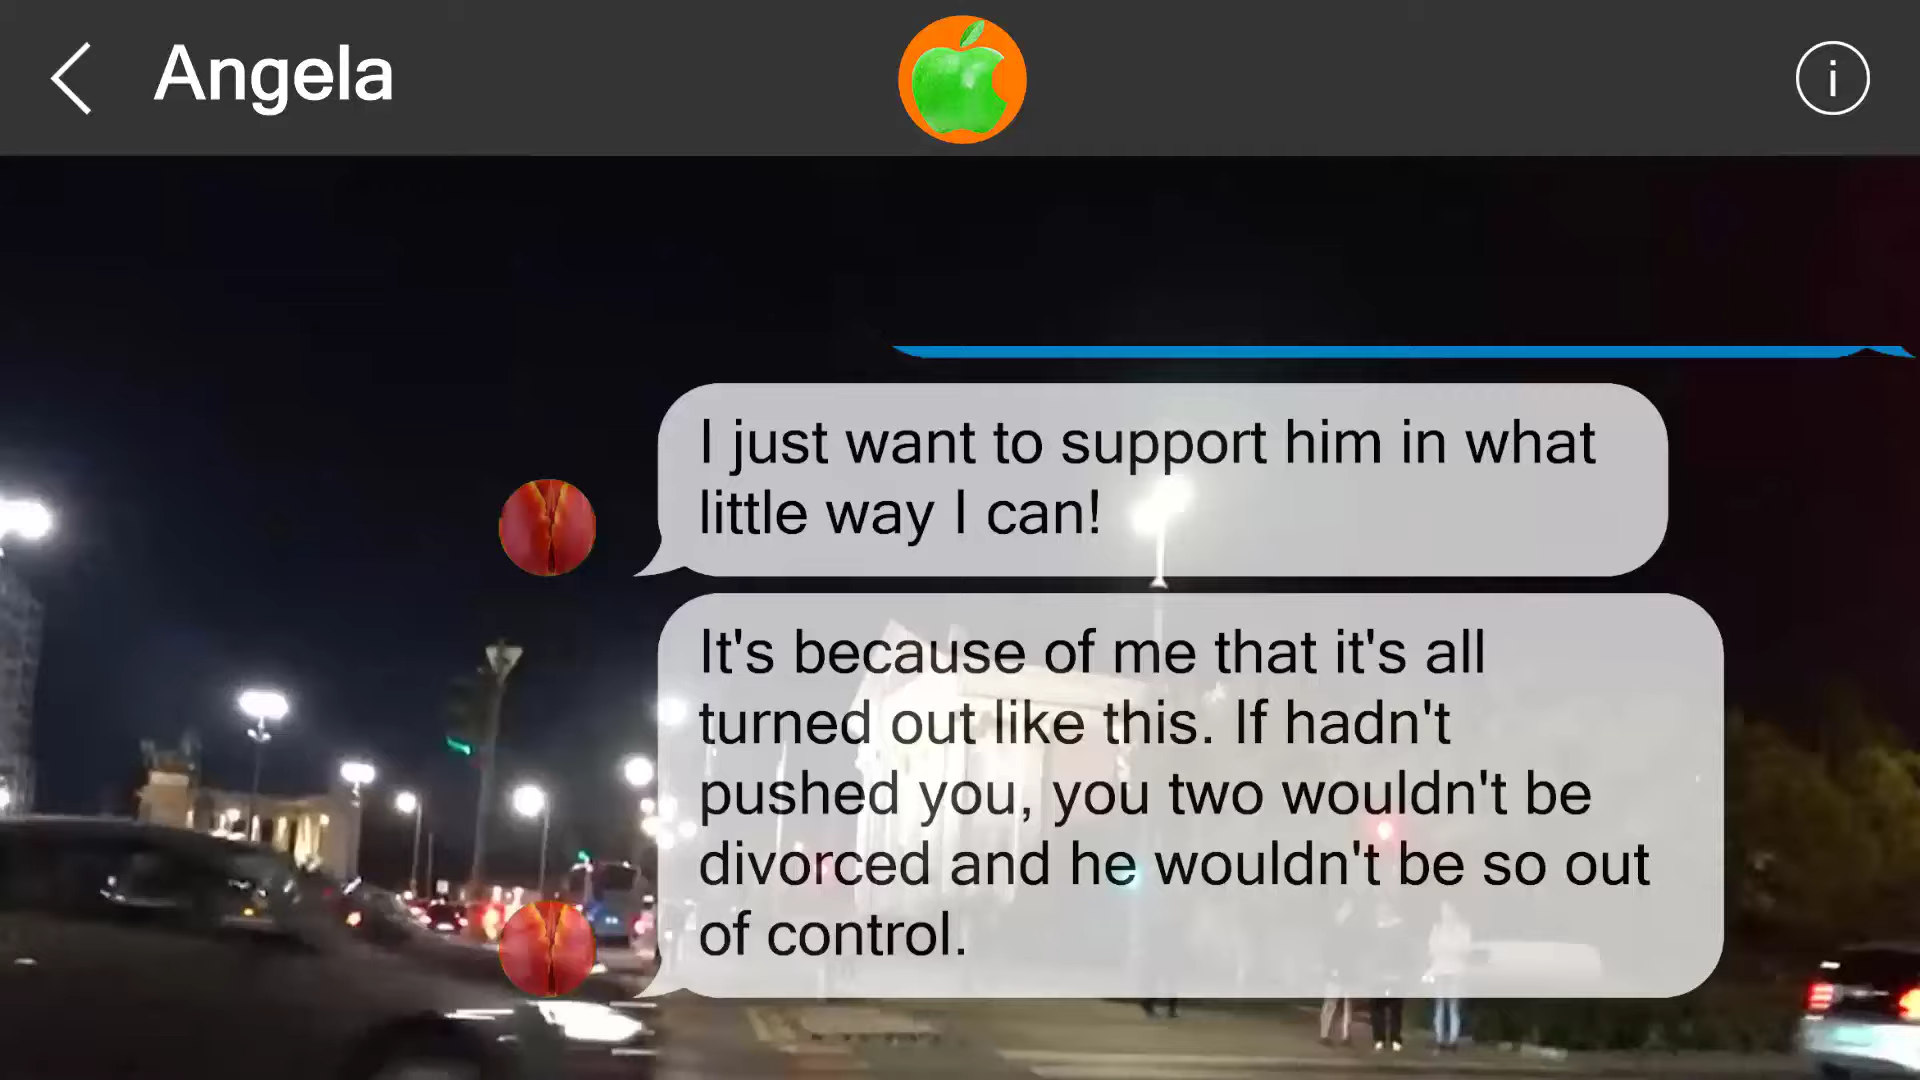 Angela
i
I just want to support him in what
little way I can!
It's because of me that it's all
turned out like this. If hadn't
pushed you, you two wouldn't be
divorced and he wouldn't be so out
of control.